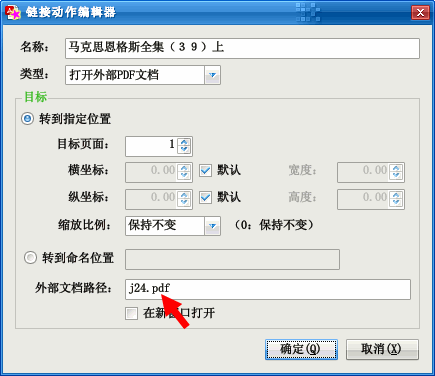 链接动作编辑器
名称： 马克思恩格斯全集（３９）上
类型： 打开外部PDF文档
目标
转到指定位置
目标页面： 1
横坐标： 0.00 默认 宽度： 0.00
纵坐标： 0.00 默认 高度： 0.00
缩放比例： 保持不变 （0：保持不变）
转到命名位置
外部文档路径： j24.pdf
在新窗口打开
确定(O) 取消(X)